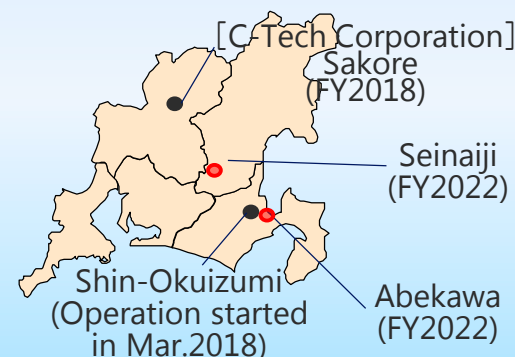 [C-Tech Corporation]
Sakore
(FY2018)
Seinaiji
(FY2022)
Shin-Okuizumi
(Operation started
in Mar.2018)
Abekawa
(FY2022)